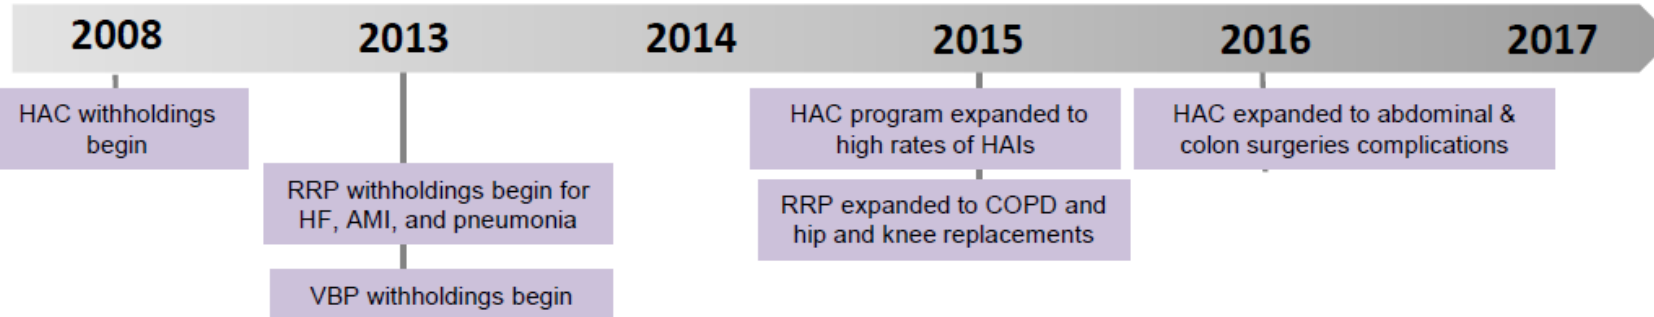 2008 2013 2014 2015 2016 2017
HAC withholdings
begin
RRP withholdings begin for
HF, AMI, and pneumonia
VBP withholdings begin
HAC program expanded to
high rates of HAIs
RRP expanded to COPD and
hip and knee replacements
HAC expanded to abdominal &
colon surgeries complications